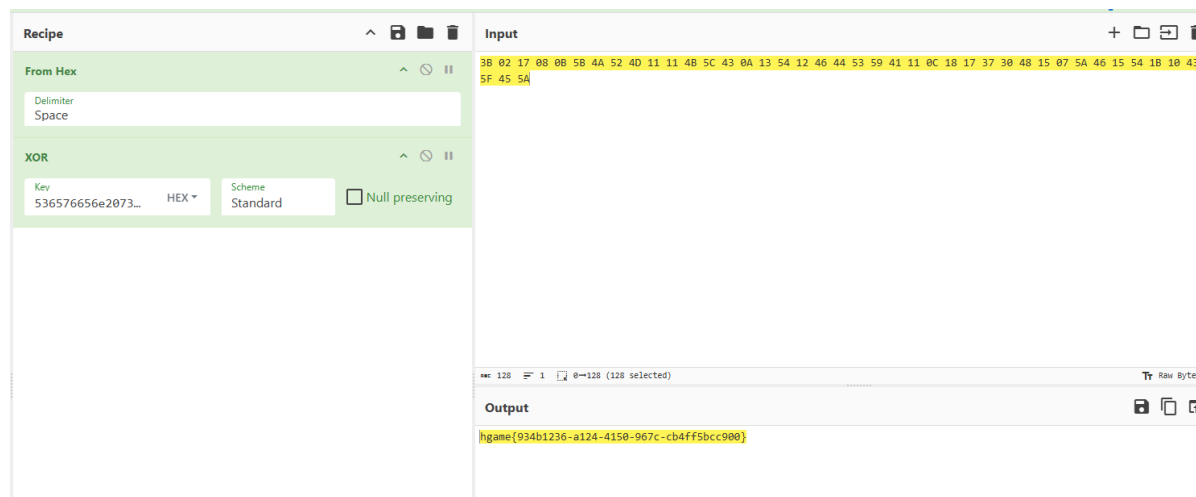 Recipe
From Hex
Delimiter
Space
XOR
Key
536576656e2073…
HEX
Scheme
Standard
Null preserving
Input
3B 02 17 08 0B 5B 4A 52 4D 11 11 4B 5C 43 0A 13 54 12 46 44 53 59 41 11 0C 18 17 37 30 48 15 07 5A 46 15 54 1B 10 43
5F 45 5A
128 1 0→128 (128 selected)
Raw Byte
Output
hgame{934b1236-a124-4150-967c-cb4ff5bcc900}